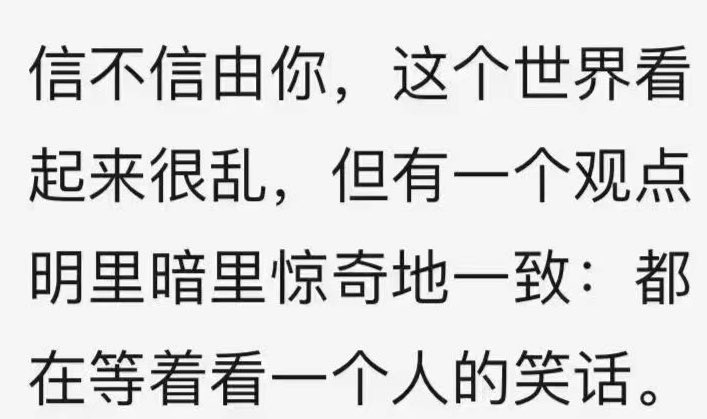 信不信由你，这个世界看
起来很乱，但有一个观点
明里暗里惊奇地一致：都
在等着看一个人的笑话。